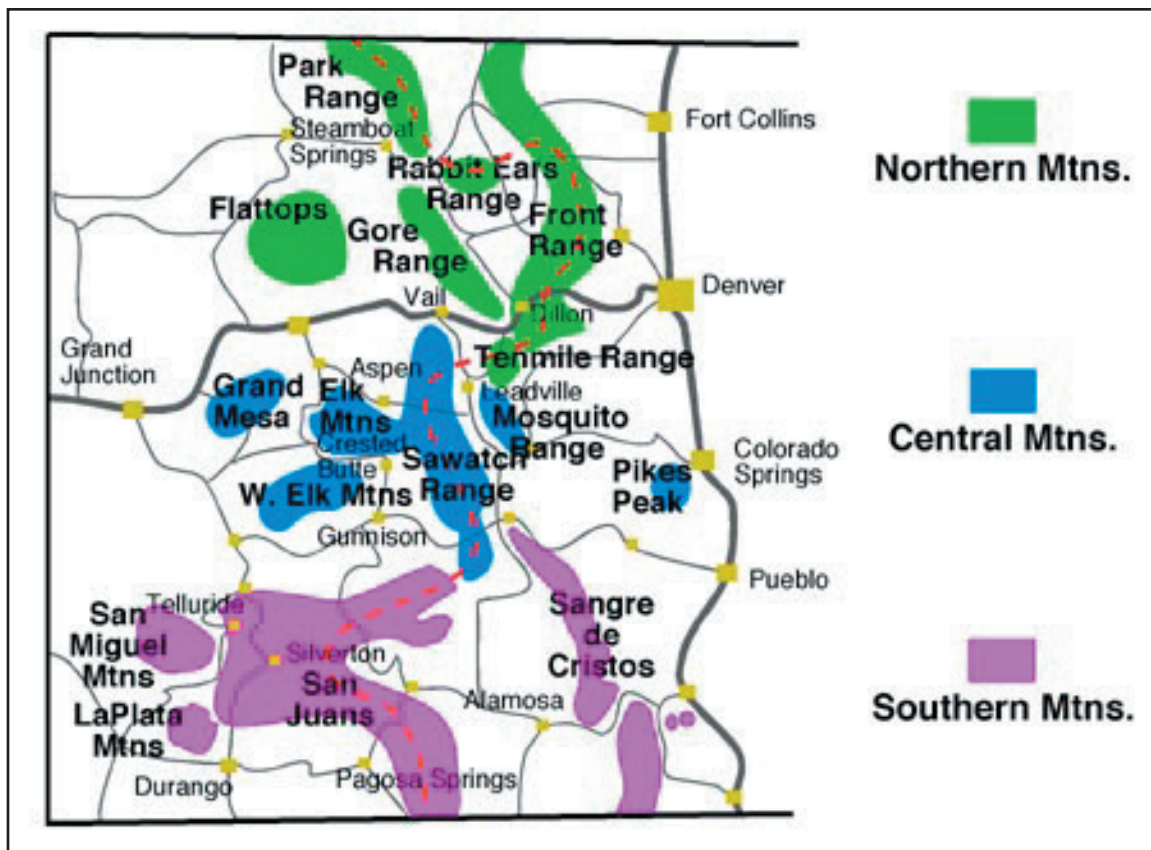 Park
Range
Steamboat
Springs
Rabbit Ears
Range
Fort Collins
Northern Mtns.
Flattops
Gore
Range
Front
Range
Vail
Dillon
Denver
Grand
Junction
Aspen
Tenmile Range
Leadville
Grand
Mesa
Elk
Mtns
Mosquito
Range
Crested
Butte
Sawatch
Range
W. Elk Mtns
Gunnison
Pikes
Peak
Colorado
Springs
Central Mtns.
Pueblo
Telluride
San
Miguel
Mtns
Silverton
San
Juans
LaPlata
Mtns
Sangre
de
Cristos
Alamosa
Durango
Pagosa Springs
Southern Mtns.